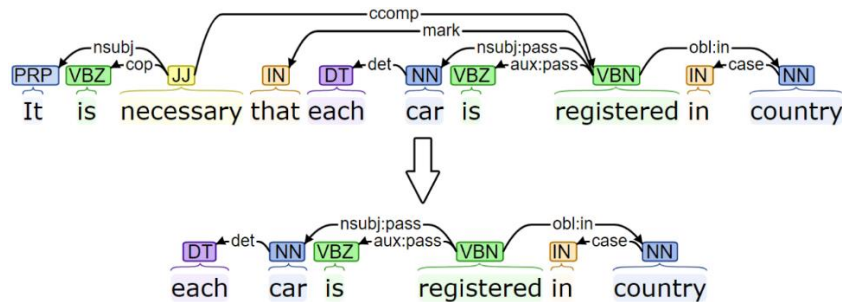 ccomp
mark
nsubj nsubj:pass obl:in
cop det aux:pass case
PRP VBZ JJ IN DT NN VBZ VBN IN NN
It is necessary that each car is registered in country
nsubj:pass obl:in
det aux:pass case
DT NN VBZ VBN IN NN
each car is registered in country